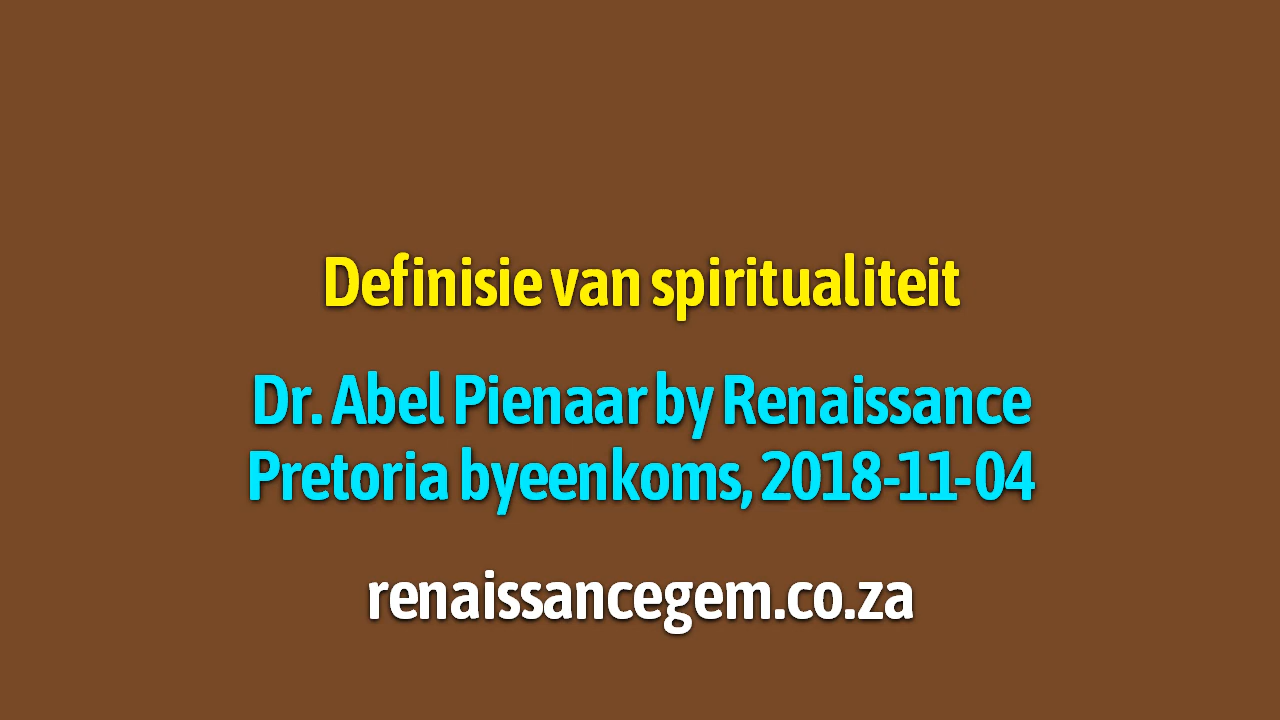 Definisie van spiritualiteit
Dr. Abel Pienaar by Renaissance
Pretoria byeenkoms, 2018-11-04
renaissancegem.co.za